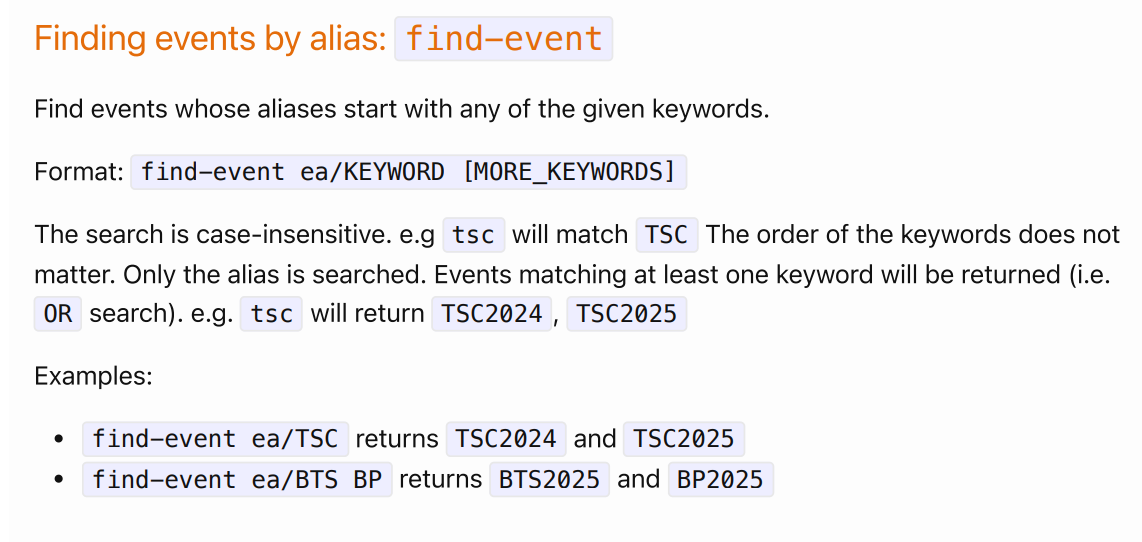 Finding events by alias: find-event
Find events whose aliases start with any of the given keywords.
Format: find-event ea/KEYWORD [MORE_KEYWORDS]
The search is case-insensitive. e.g tsc will match TSC The order of the keywords does not
matter. Only the alias is searched. Events matching at least one keyword will be returned (i.e.
OR search). e.g. tsc will return TSC2024, TSC2025
Examples:
• find-event ea/TSC returns TSC2024 and TSC2025
• find-event ea/BTS BP returns BTS2025 and BP2025